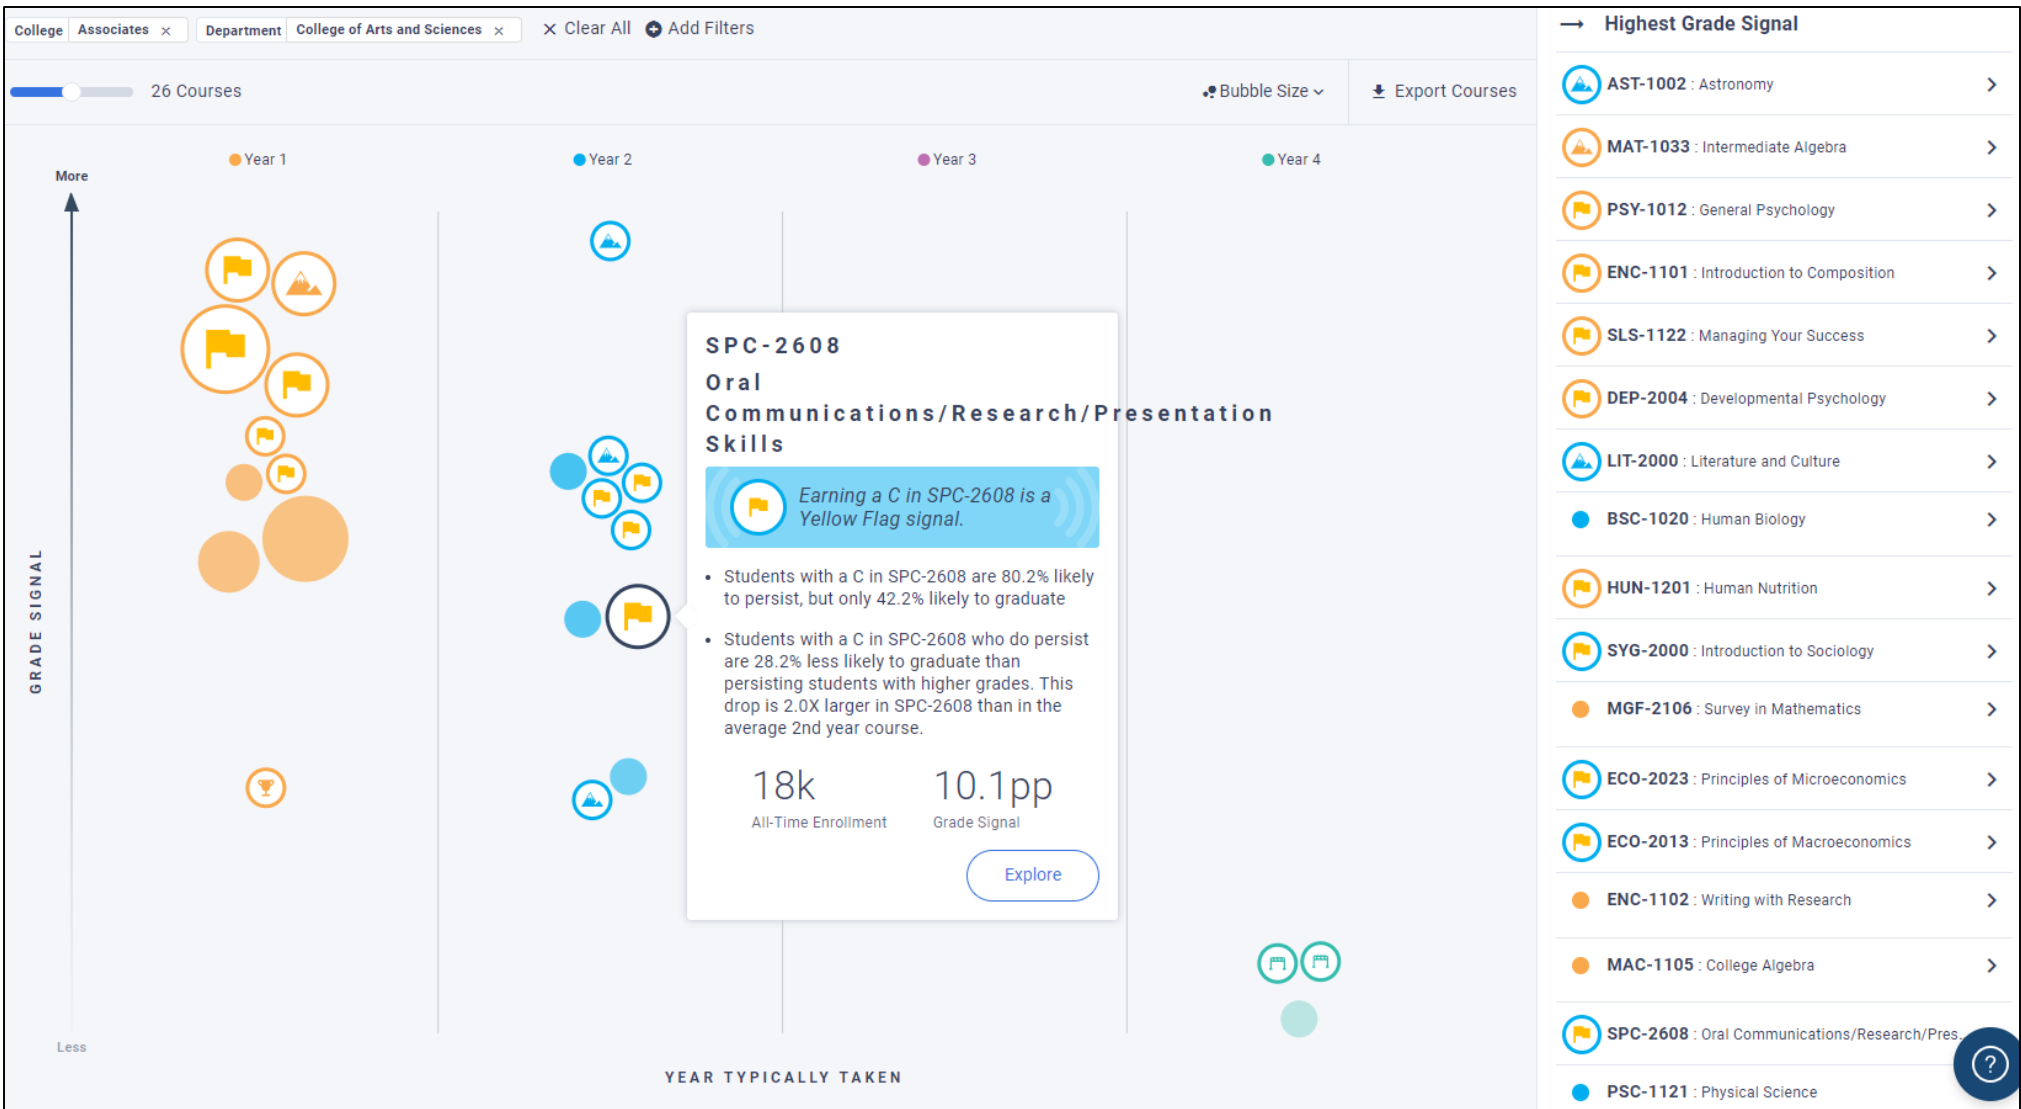 College Associates × Department College of Arts and Sciences × × Clear All Add Filters
26 Courses Bubble Size Export Courses
Year 1 Year 2 Year 3 Year 4
More
GRADE SIGNAL
Less
YEAR TYPICALLY TAKEN
SPC-2608
Oral
Communications/Research/Presentation
Skills
Earning a C in SPC-2608 is a
Yellow Flag signal.
• Students with a C in SPC-2608 are 80.2% likely
to persist, but only 42.2% likely to graduate
• Students with a C in SPC-2608 who do persist
are 28.2% less likely to graduate than
persisting students with higher grades. This
drop is 2.0X larger in SPC-2608 than in the
average 2nd year course.
18k 10.1pp
All-Time Enrollment Grade Signal
Explore
Highest Grade Signal
AST-1002 : Astronomy
MAT-1033 : Intermediate Algebra
PSY-1012 : General Psychology
ENC-1101 : Introduction to Composition
SLS-1122 : Managing Your Success
DEP-2004 : Developmental Psychology
LIT-2000 : Literature and Culture
BSC-1020 : Human Biology
HUN-1201 : Human Nutrition
SYG-2000 : Introduction to Sociology
MGF-2106 : Survey in Mathematics
ECO-2023 : Principles of Microeconomics
ECO-2013 : Principles of Macroeconomics
ENC-1102 : Writing with Research
MAC-1105 : College Algebra
SPC-2608 : Oral Communications/Research/Pres...
PSC-1121 : Physical Science
?